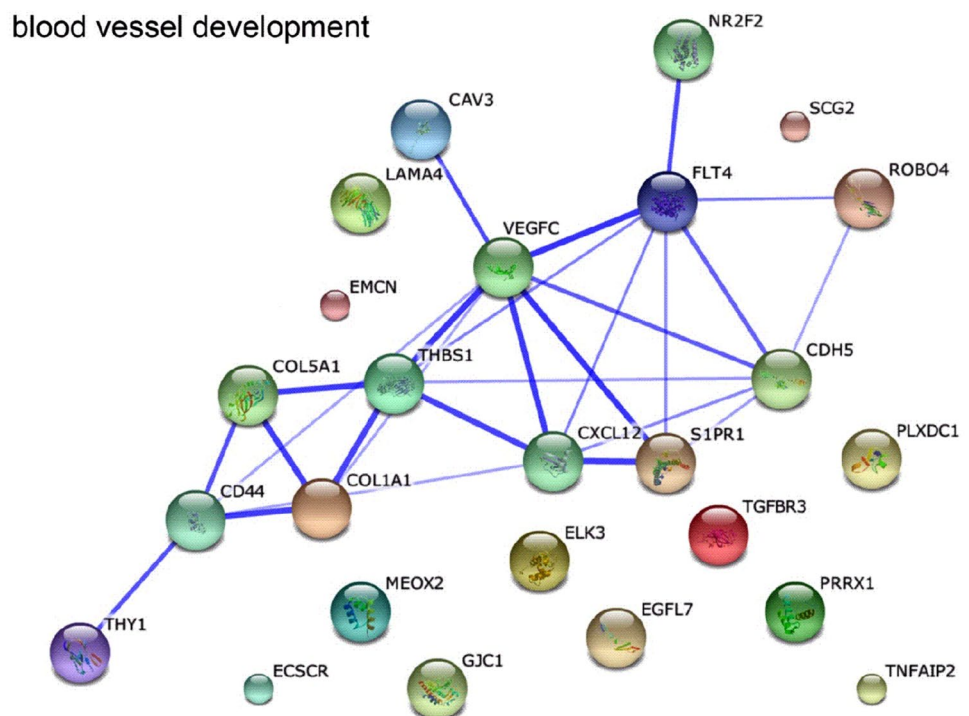 blood vessel development
NR2F2
CAV3
SCG2
LAMA4
FLT4
ROBO4
VEGFC
EMCN
THBS1
CDH5
COL5A1
CXCL12
S1PR1
PLXDC1
CD44
COL1A1
TGFBR3
ELK3
MEOX2
PRRX1
EGFL7
THY1
ECSCR
GJC1
TNFAIP2